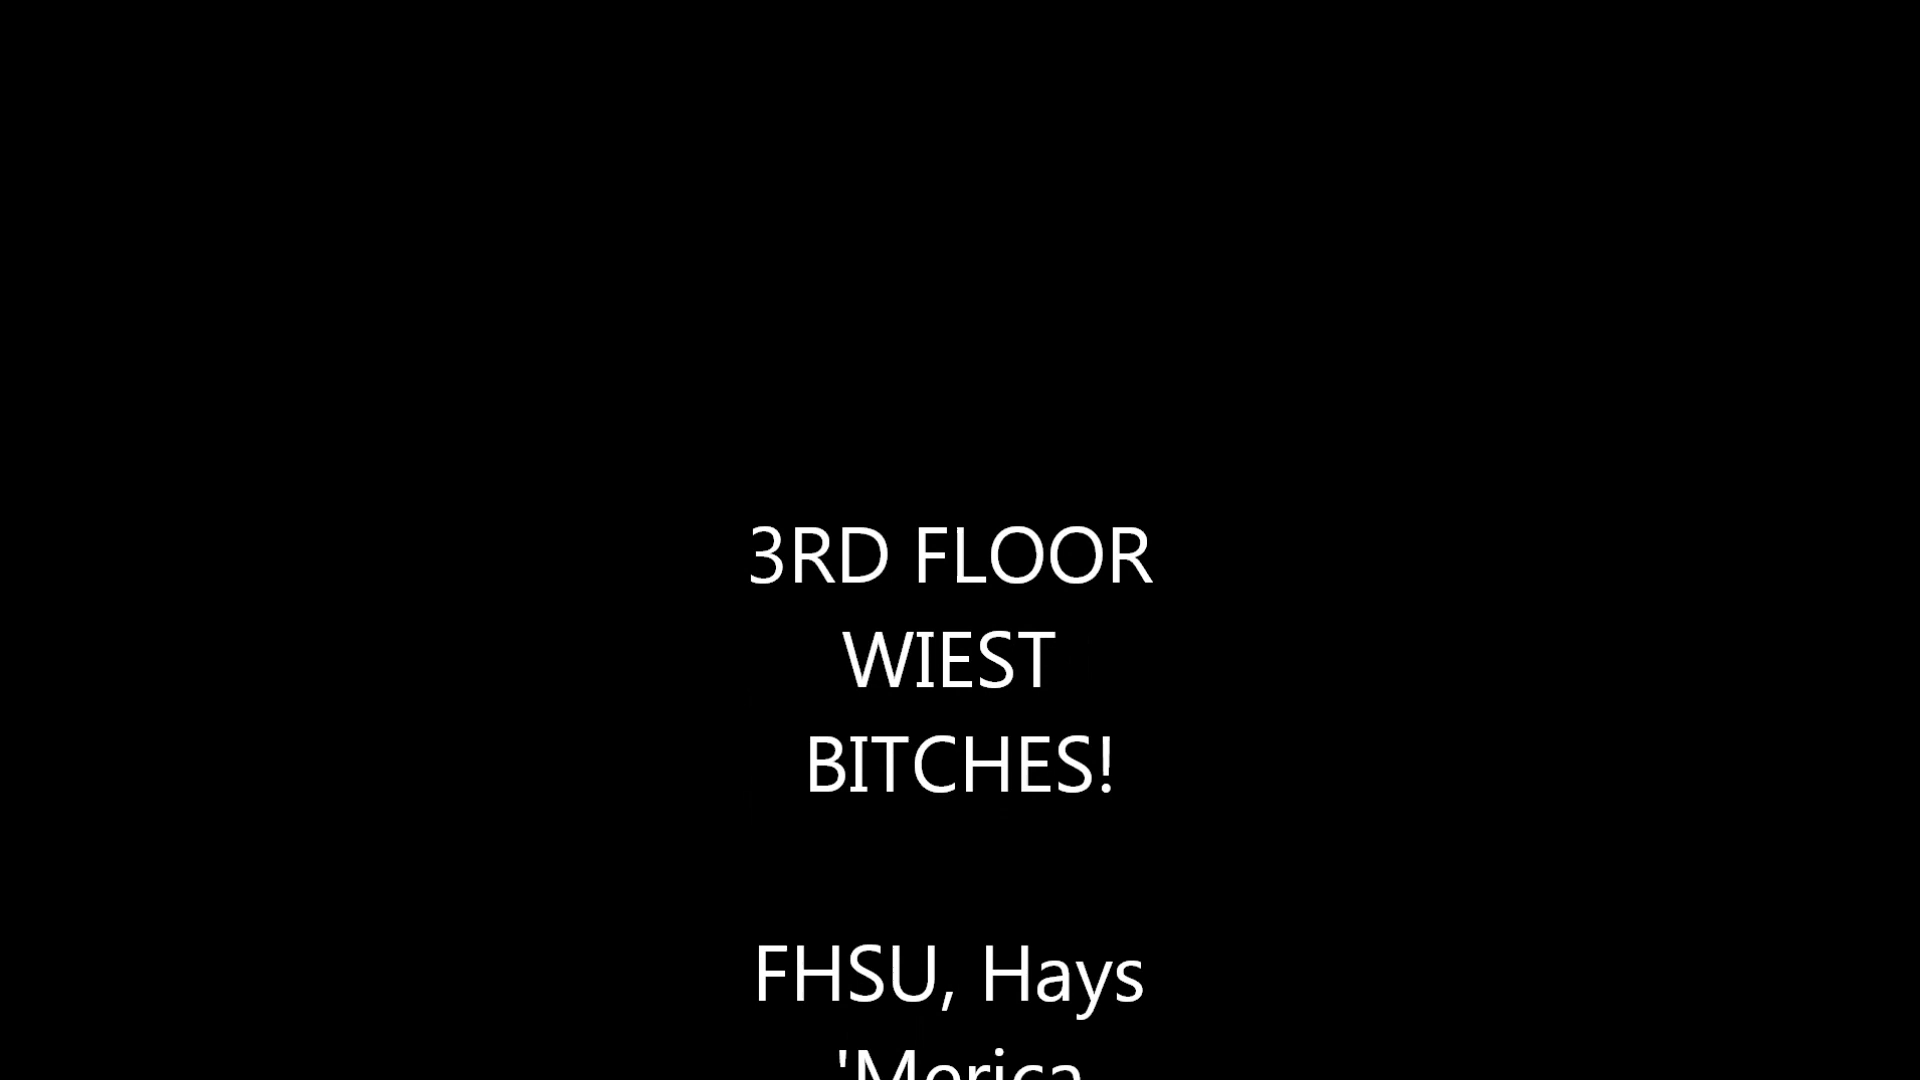 3RD FLOOR
WIEST
BITCHES!
FHSU, Hays
'Merica